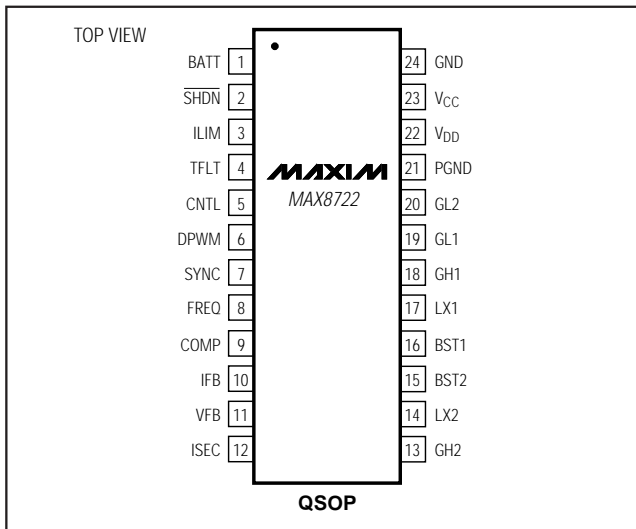 TOP VIEW
BATT 1
SHDN 2
ILIM 3
TFLT 4
CNTL 5
DPWM 6
SYNC 7
FREQ 8
COMP 9
IFB 10
VFB 11
ISEC 12
MAXIM
MAX8722
24 GND
23 VCC
22 VDD
21 PGND
20 GL2
19 GL1
18 GH1
17 LX1
16 BST1
15 BST2
14 LX2
13 GH2
QSOP